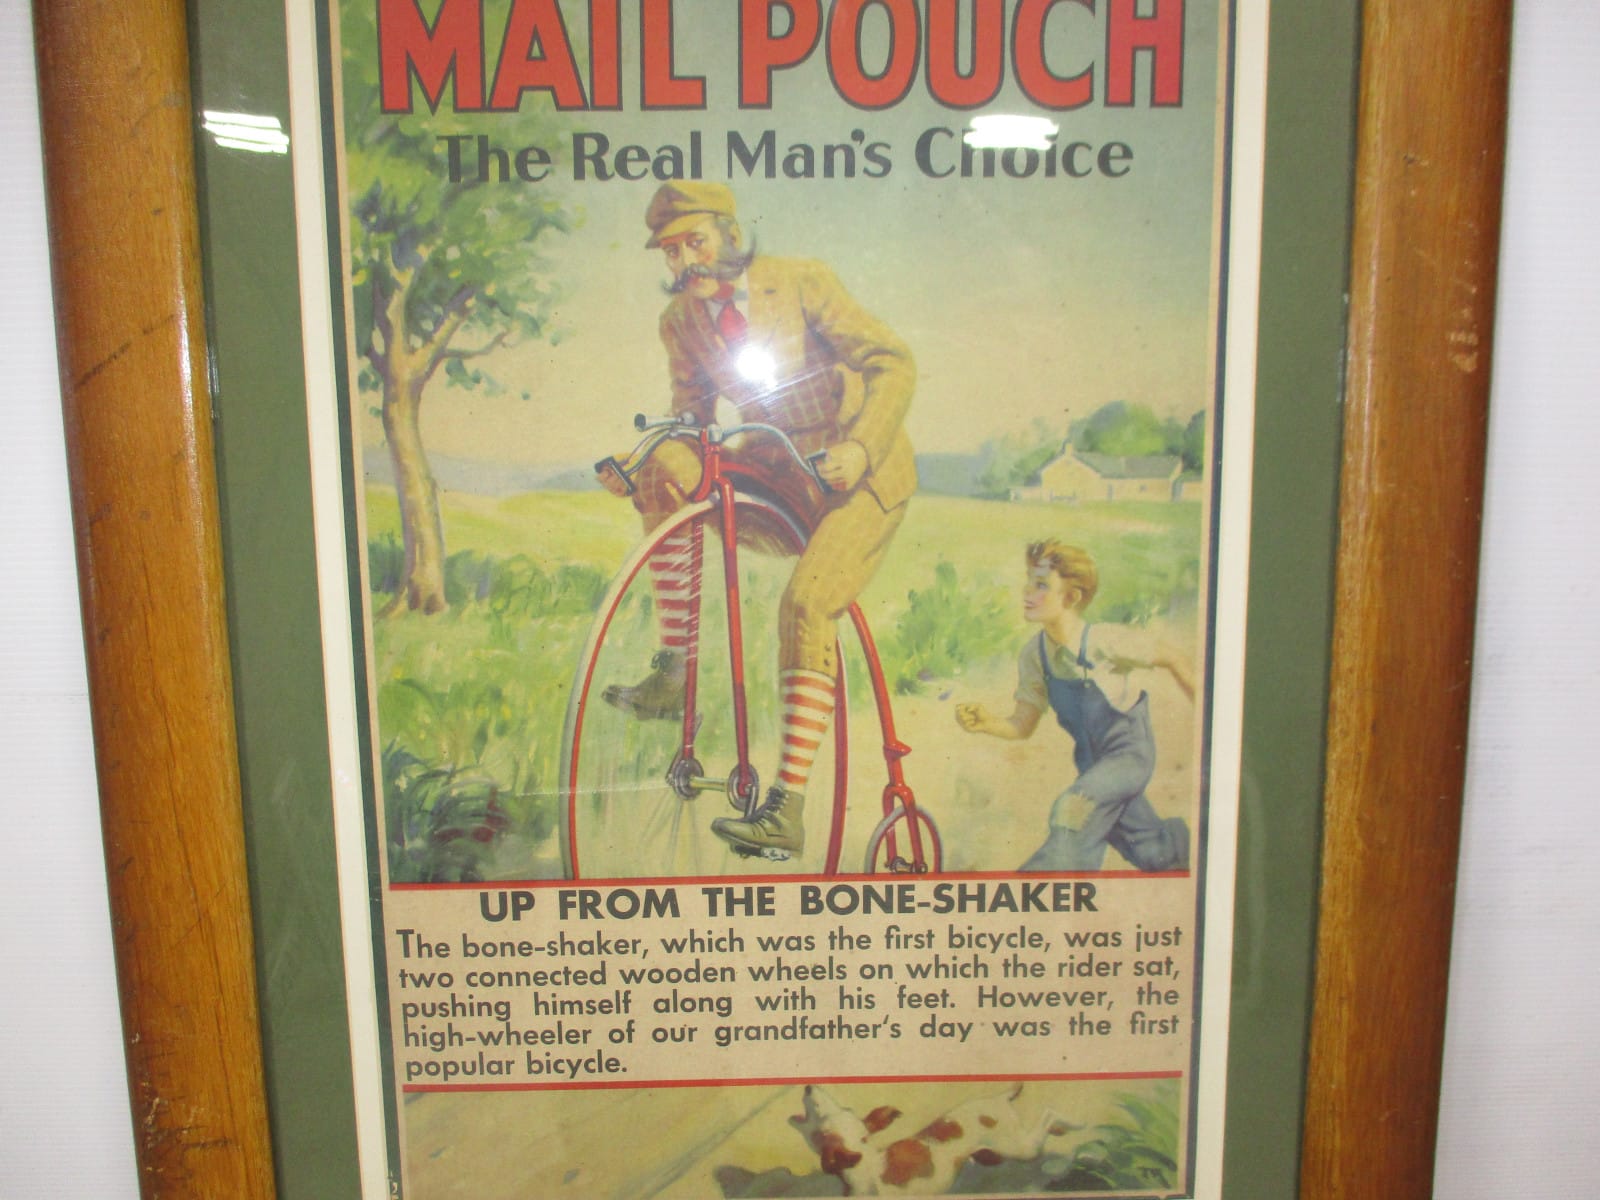 MAIL POUCH
The Real Man's Choice
UP FROM THE BONE-SHAKER
The bone-shaker, which was the first bicycle, was just
two connected wooden wheels on which the rider sat,
pushing himself along with his feet. However, the
high-wheeler of our grandfather's day was the first
popular bicycle.